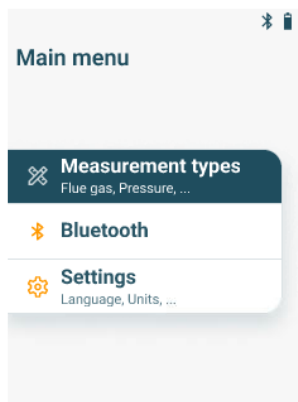 Main menu
Measurement types
Flue gas, Pressure, ...
Bluetooth
Settings
Language, Units, ...